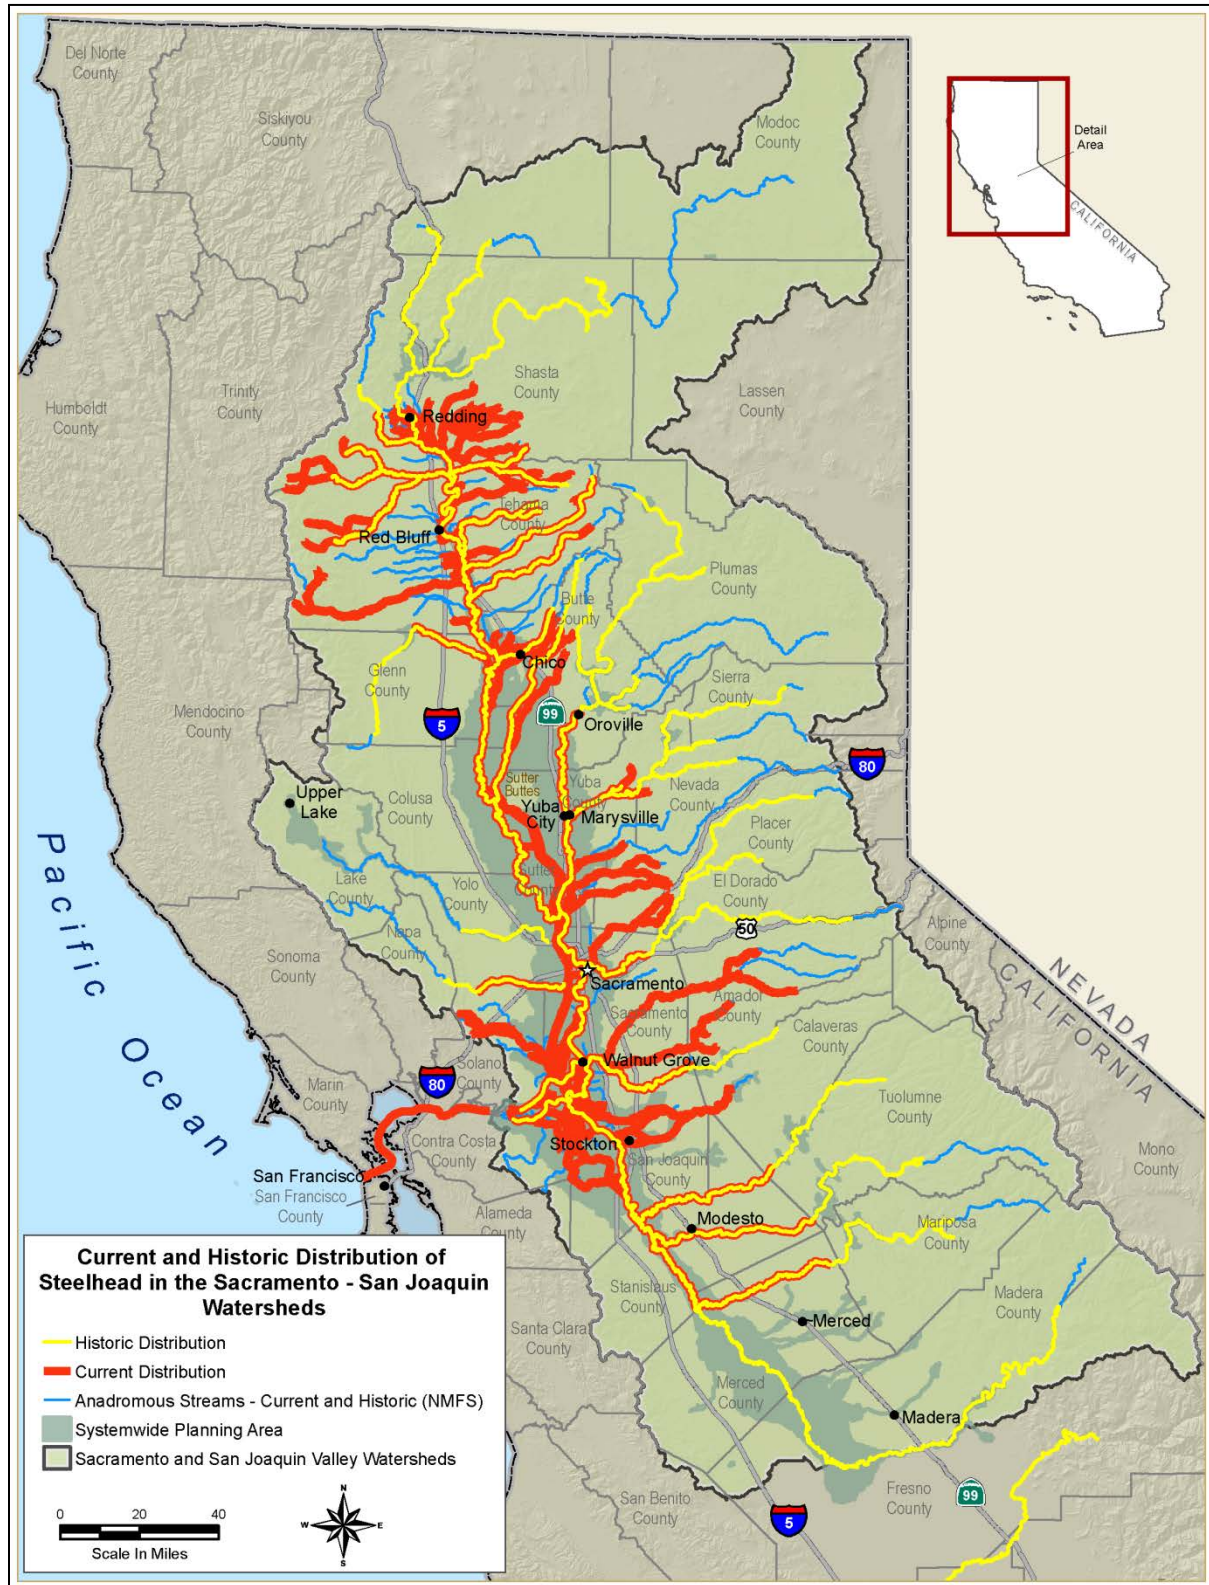 Del Norte
County
Siskiyou
County
Modoc
County
Detail
Area
CALIFORNIA
Shasta
County
Lassen
County
Trinity
County
Humboldt
County
Redding
Tehama
County
Red Bluff
Plumas
County
Butte
County
Glenn
County
Chico
Sierra
County
Mendocino
County
5
99
Oroville
80
Upper
Lake
Colusa
County
Sutter
Buttes
Yuba
County
Nevada
County
Yuba
City
Marysville
Placer
County
Pacific Ocean
Lake
County
Yolo
County
Sutter
County
El Dorado
County
Napa
County
50
Alpine
County
Sonoma
County
Sacramento
NEVADA
CALIFORNIA
Sacramento
County
Amador
County
Calaveras
County
Solano
County
Walnut Grove
80
Marin
County
Tuolumne
County
Contra Costa
County
Stockton
San Joaquin
County
Mono
County
San Francisco
San Francisco
County
Alameda
County
Modesto
Mariposa
County
Stanislaus
County
Madera
County
Santa Clara
County
Merced
Merced
County
Madera
Fresno
County
99
San Benito
County
5
Current and Historic Distribution of
Steelhead in the Sacramento - San Joaquin
Watersheds
Historic Distribution
Current Distribution
Anadromous Streams - Current and Historic (NMFS)
Systemwide Planning Area
Sacramento and San Joaquin Valley Watersheds
0 20 40
Scale In Miles
N
W E
S